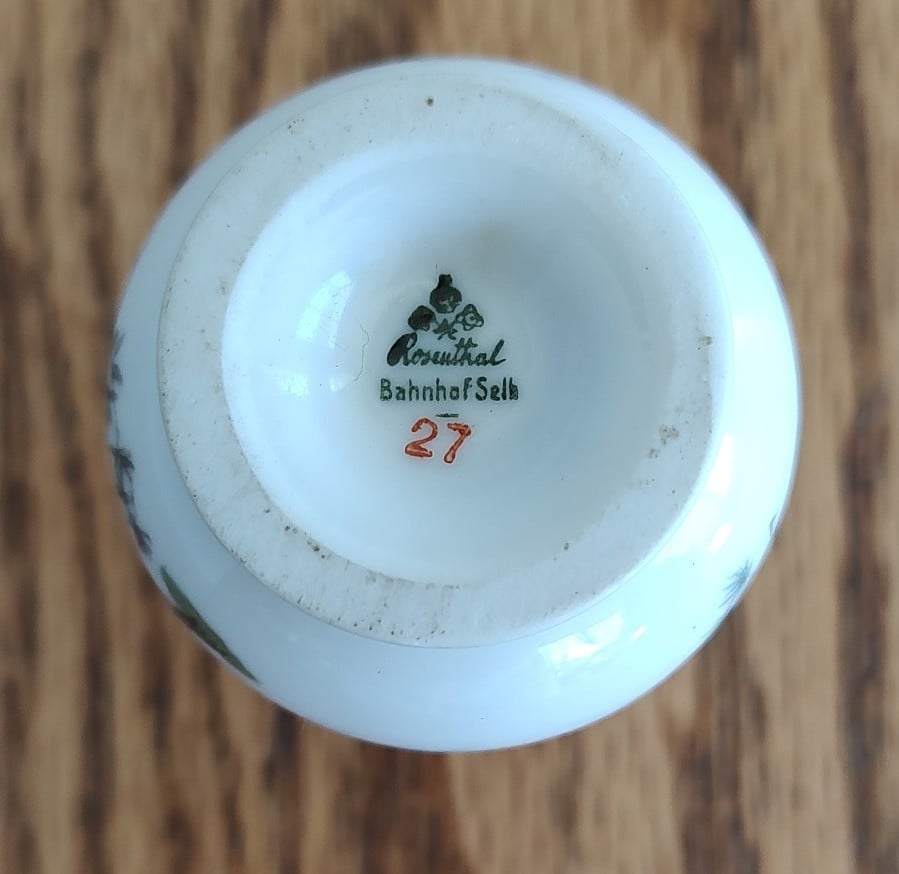 Rosenthal
Bahnhof Selb
27